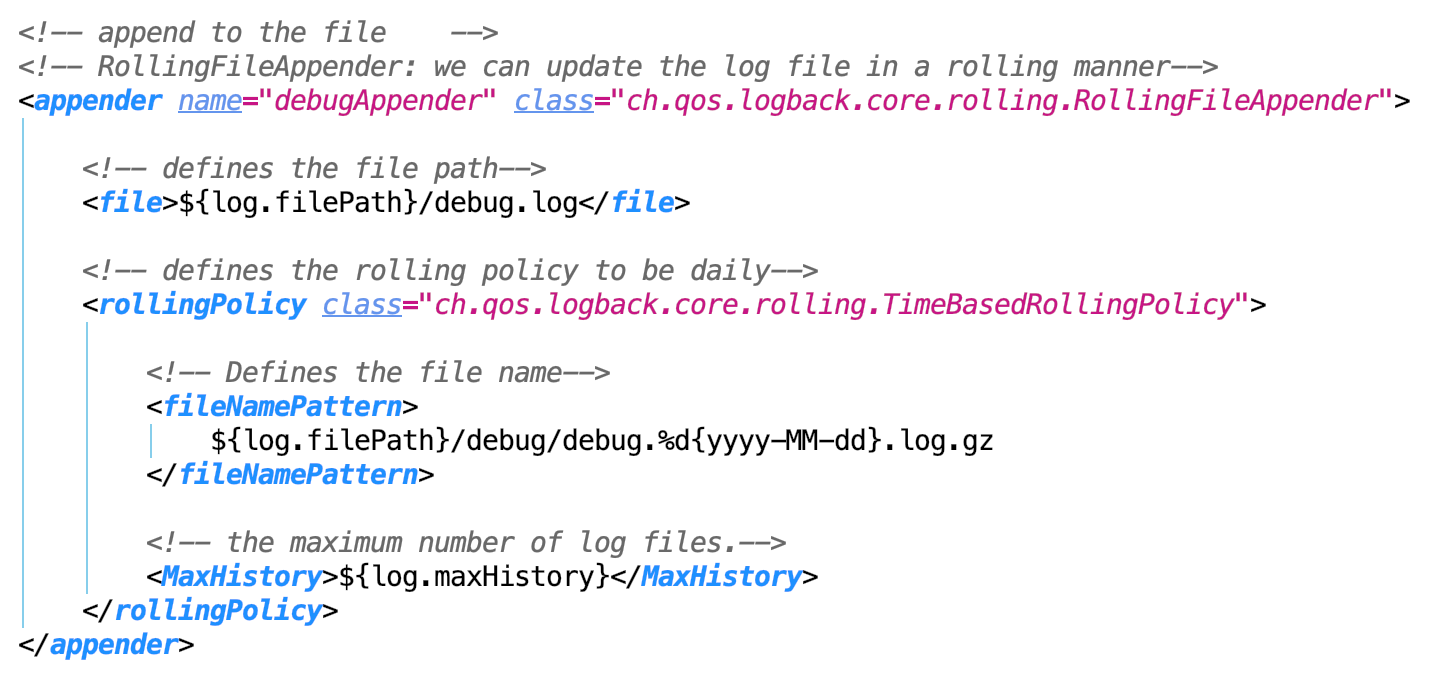 <!-- append to the file    -->
<!-- RollingFileAppender: we can update the log file in a rolling manner-->
<appender name="debugAppender" class="ch.qos.logback.core.rolling.RollingFileAppender">
    <!-- defines the file path-->
    <file>${log.filePath}/debug.log</file>
    <!-- defines the rolling policy to be daily-->
    <rollingPolicy class="ch.qos.logback.core.rolling.TimeBasedRollingPolicy">
        <!-- Defines the file name-->
        <fileNamePattern>
            ${log.filePath}/debug/debug.%d{yyyy-MM-dd}.log.gz
        </fileNamePattern>
        <!-- the maximum number of log files.-->
        <MaxHistory>${log.maxHistory}</MaxHistory>
    </rollingPolicy>
</appender>